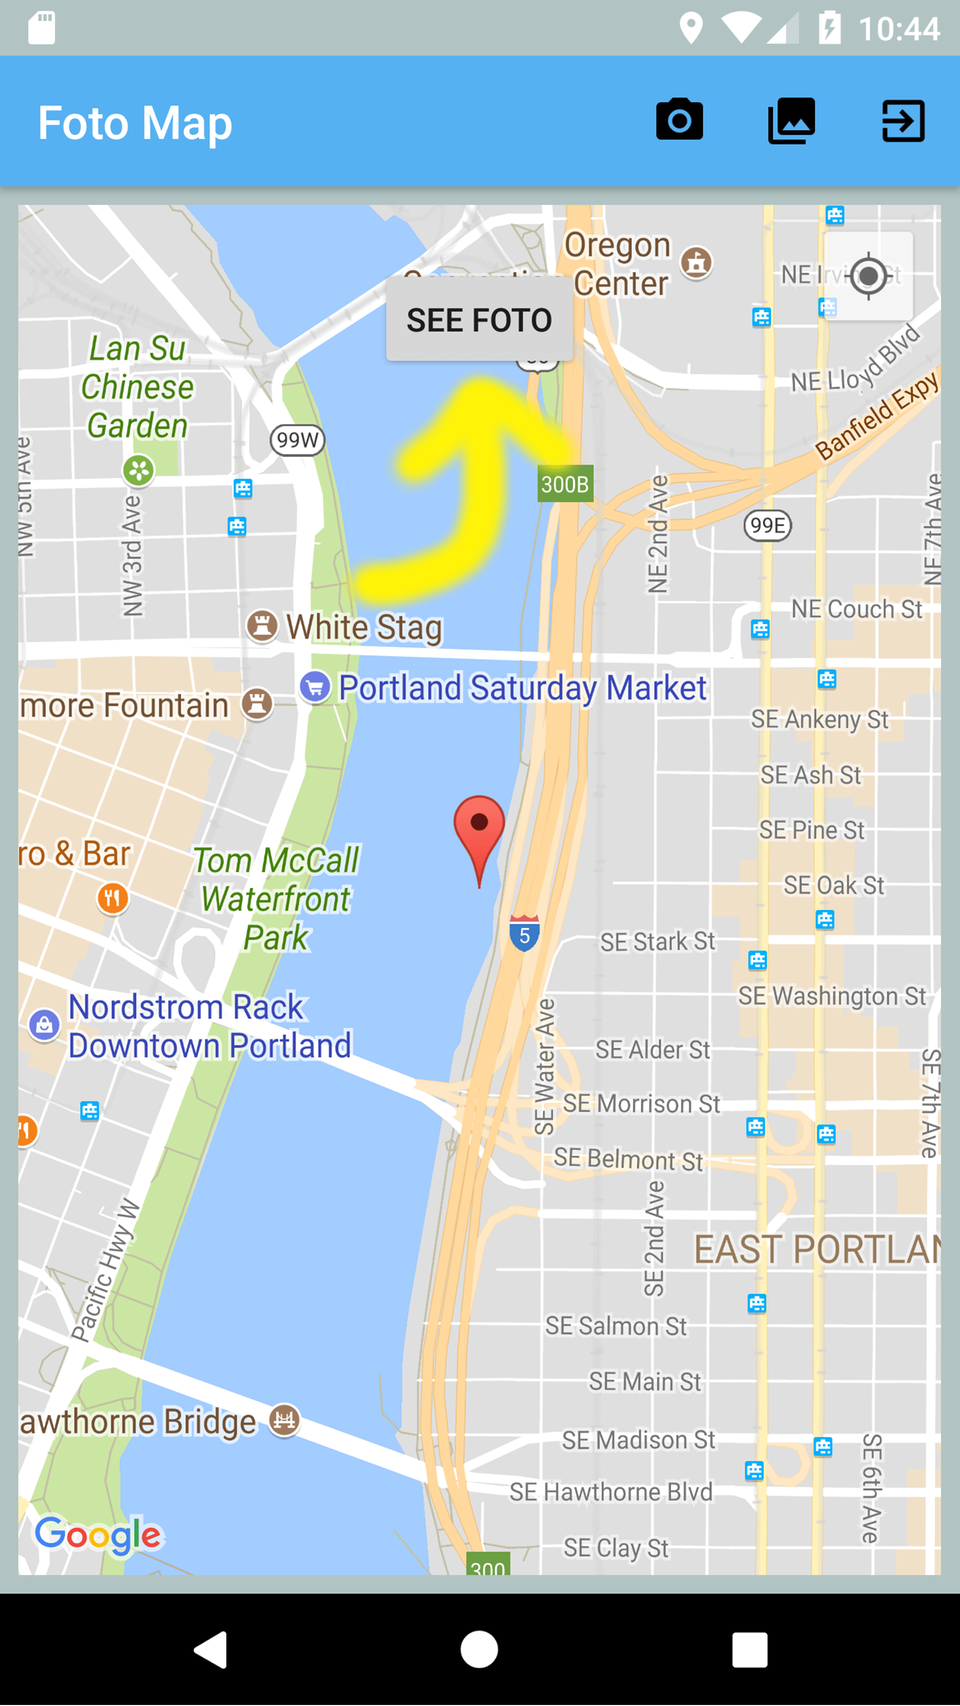 10:44
Foto Map
Oregon
Center
NE Irving St
SEE FOTO
Lan Su
Chinese
Garden
NE Lloyd Blvd
Banfield Expy
99W
NW 5th Ave
300B
NW 3rd Ave
NE 2nd Ave
99E
NE 7th Ave
NE Couch St
White Stag
Portland Saturday Market
more Fountain
SE Ankeny St
SE Ash St
SE Pine St
ro & Bar
Tom McCall
Waterfront
Park
SE Oak St
5
SE Stark St
SE Washington St
Nordstrom Rack
Downtown Portland
SE Water Ave
SE Alder St
SE Morrison St
SE 7th Ave
SE Belmont St
SE 2nd Ave
Pacific Hwy W
EAST PORTLAN
SE Salmon St
SE Main St
awthorne Bridge
SE Madison St
SE 6th Ave
SE Hawthorne Blvd
Google
SE Clay St
300